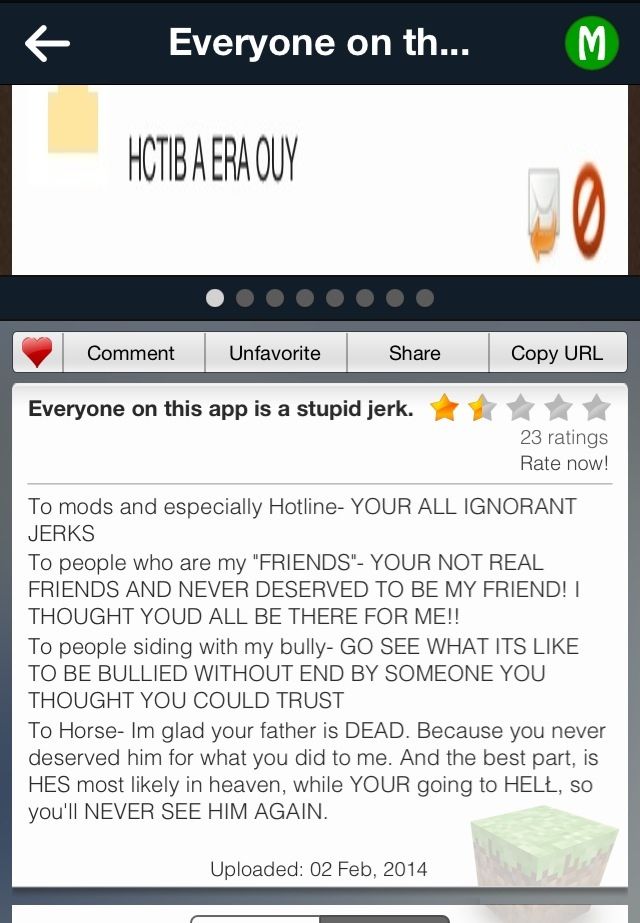 Everyone on th...
M
HCTIB A ERA OUY
Comment
Unfavorite
Share
Copy URL
Everyone on this app is a stupid jerk.
23 ratings
Rate now!
To mods and especially Hotline- YOUR ALL IGNORANT
JERKS
To people who are my "FRIENDS"- YOUR NOT REAL
FRIENDS AND NEVER DESERVED TO BE MY FRIEND! I
THOUGHT YOUD ALL BE THERE FOR ME!!
To people siding with my bully- GO SEE WHAT ITS LIKE
TO BE BULLIED WITHOUT END BY SOMEONE YOU
THOUGHT YOU COULD TRUST
To Horse- Im glad your father is DEAD. Because you never
deserved him for what you did to me. And the best part, is
HES most likely in heaven, while YOUR going to HELŁ, so
you'll NEVER SEE HIM AGAIN.
Uploaded: 02 Feb, 2014